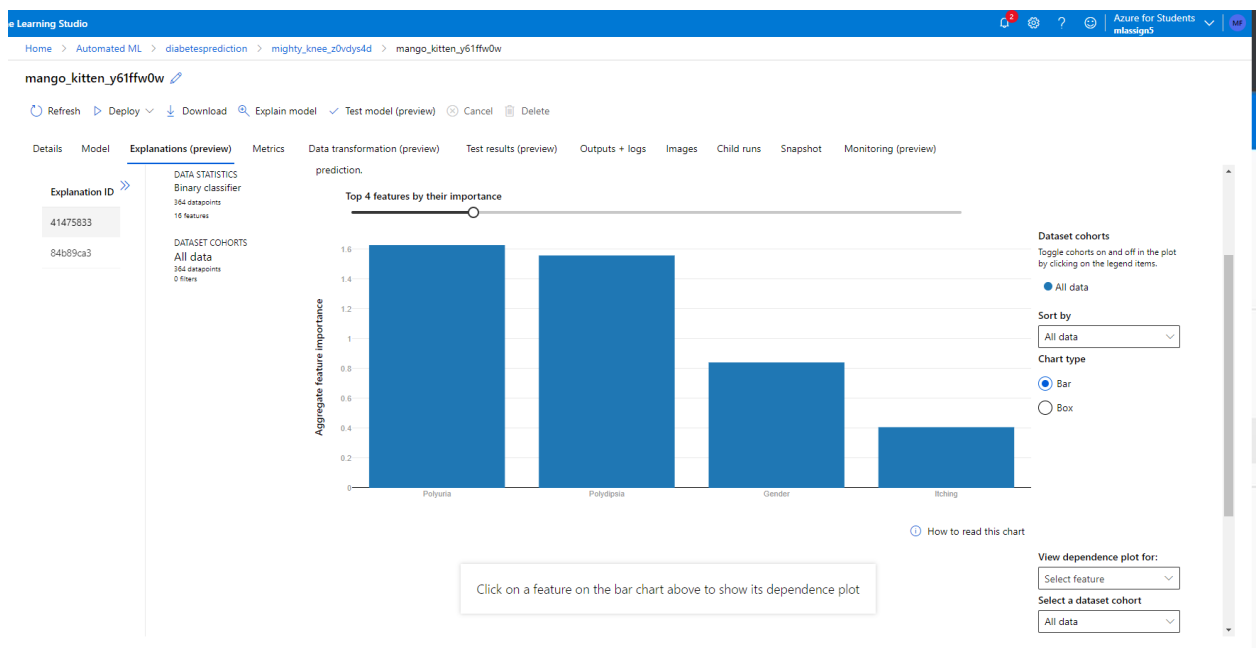 e Learning Studio
2
?
Azure for Students
mlassign5
MF
Home > Automated ML > diabetesprediction > mighty_knee_z0vdys4d > mango_kitten_y61ffw0w
mango_kitten_y61ffw0w
Refresh Deploy Download Explain model Test model (preview) Cancel Delete
Details Model Explanations (preview) Metrics Data transformation (preview) Test results (preview) Outputs + logs Images Child runs Snapshot Monitoring (preview)
Explanation ID
41475833
84b89ca3
DATA STATISTICS
Binary classifier
364 datapoints
16 features
DATASET COHORTS
All data
364 datapoints
0 filters
prediction.
Top 4 features by their importance
Aggregate feature importance
1.6
1.4
1.2
1
0.8
0.6
0.4
0.2
0
Polyuria Polydipsia Gender Itching
How to read this chart
Click on a feature on the bar chart above to show its dependence plot
Dataset cohorts
Toggle cohorts on and off in the plot
by clicking on the legend items.
All data
Sort by
All data
Chart type
Bar
Box
View dependence plot for:
Select feature
Select a dataset cohort
All data